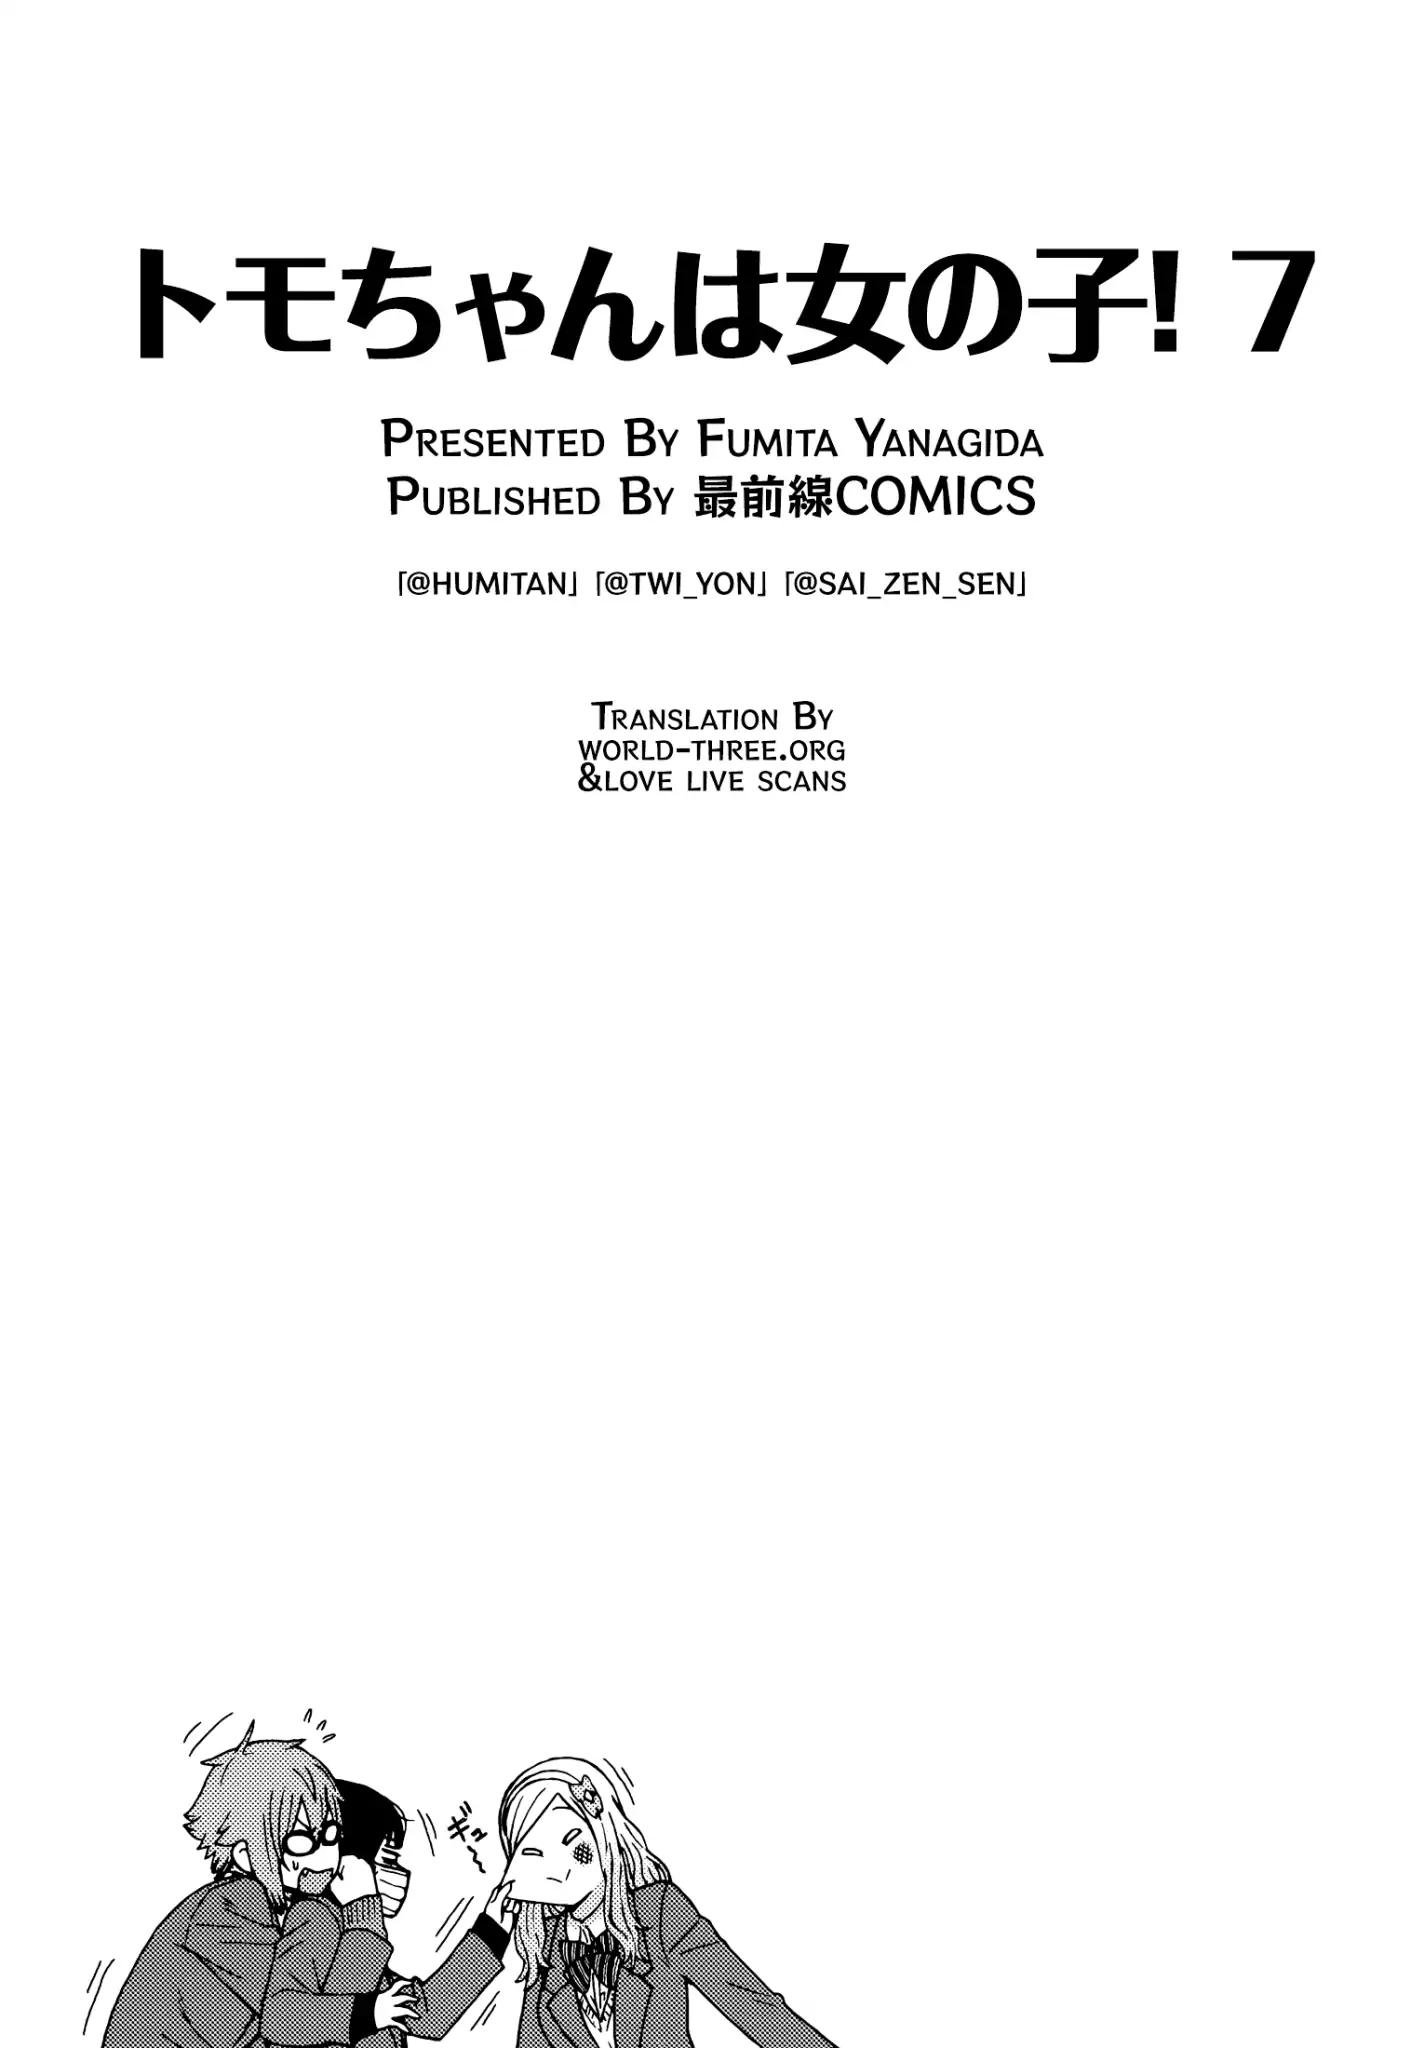 トモちゃんは女の子! 7
PRESENTED BY FUMITA YANAGIDA
PUBLISHED BY 最前線COMICS
「@HUMITAN」「@TWI_YON」「@SAI_ZEN_SEN」
TRANSLATION BY
WORLD-THREE.ORG
&LOVE LIVE SCANS
ギュ〜